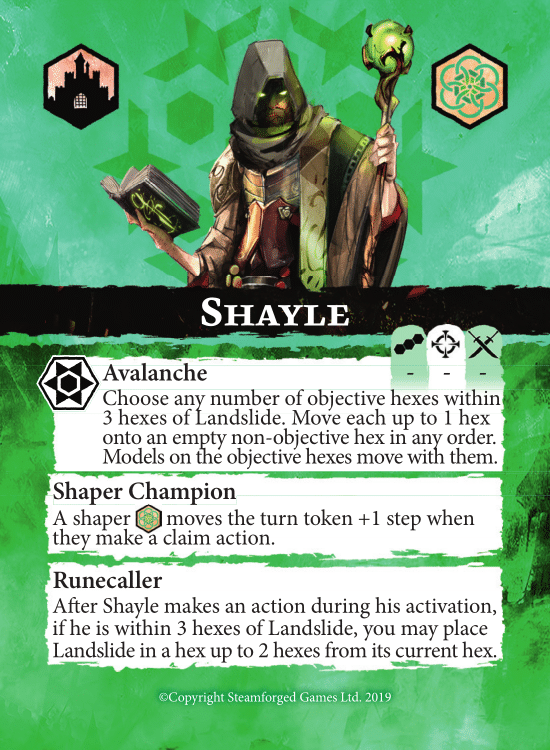 Shayle
- - -
Avalanche
Choose any number of objective hexes within
3 hexes of Landslide. Move each up to 1 hex
onto an empty non-objective hex in any order.
Models on the objective hexes move with them.
Shaper Champion
A shaper moves the turn token +1 step when
they make a claim action.
Runecaller
After Shayle makes an action during his activation,
if he is within 3 hexes of Landslide, you may place
Landslide in a hex up to 2 hexes from its current hex.
©Copyright Steamforged Games Ltd. 2019